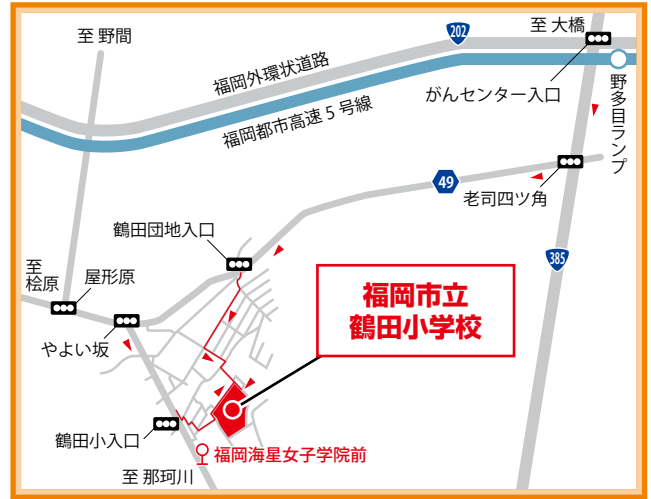 至 野間
202
至 大橋
福岡外環状道路
福岡都市高速５号線
がんセンター入口
野多目ランプ
49
老司四ツ角
鶴田団地入口
385
至
桧原
屋形原
福岡市立
鶴田小学校
やよい坂
鶴田小入口
福岡海星女子学院前
至 那珂川